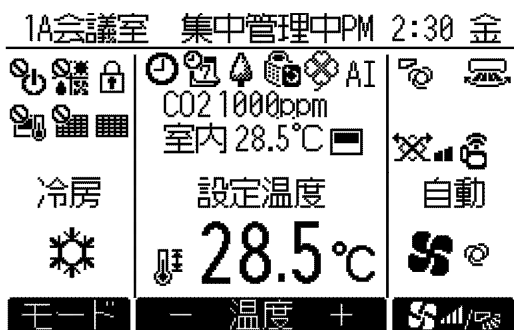 1A会議室 集中管理中PM 2:30 金
AI
CO2 1000ppm
室内 28.5℃
冷房 設定温度 自動
28.5℃
モード － 温度 ＋